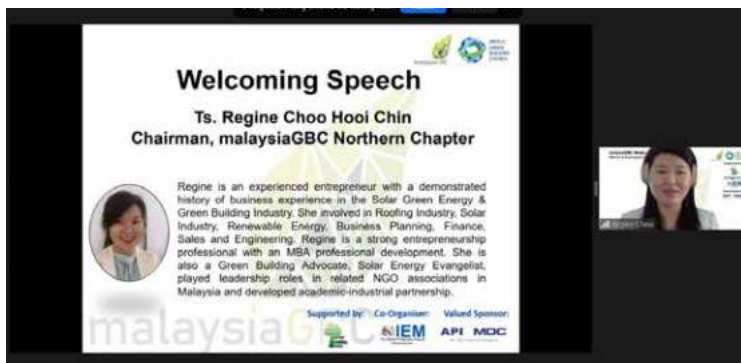 Welcoming Speech
Ts. Regine Choo Hooi Chin
Chairman, malaysiaGBC Northern Chapter
Regine is an experienced entrepreneur with a demonstrated
history of business experience in the Solar Green Energy &
Green Building Industry. She involved in Roofing Industry, Solar
Industry, Renewable Energy, Business Planning, Finance,
Sales and Engineering. Regine is a strong entrepreneurship
professional with an MBA professional development. She is
also a Green Building Advocate, Solar Energy Evangelist,
played leadership roles in related NGO associations in
Malaysia and developed academic-industrial partnership.
Supported by: Co-Organiser: Valued Sponsor:
IEM API MDC
malaysiaGBC